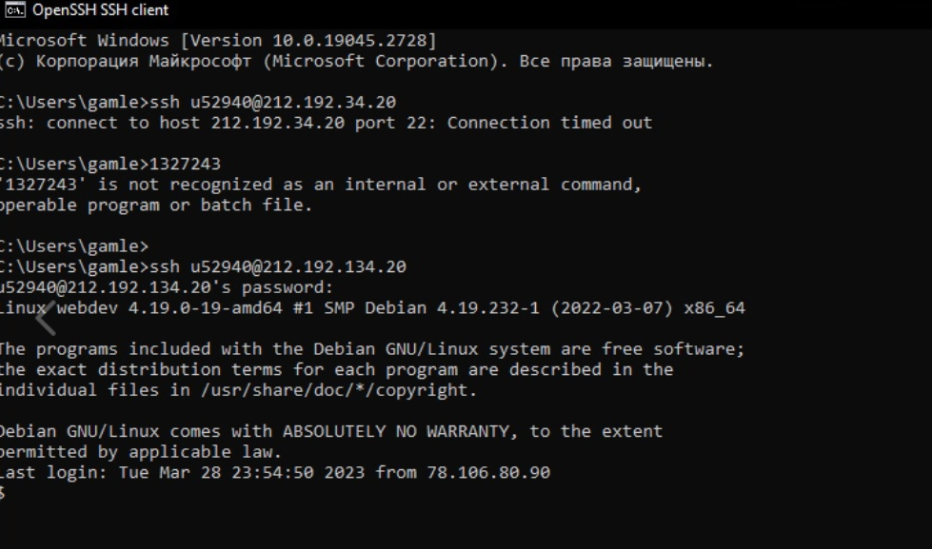 OpenSSH SSH client
Microsoft Windows [Version 10.0.19045.2728]
(c) Корпорация Майкрософт (Microsoft Corporation). Все права защищены.
C:\Users\gamle>ssh u52940@212.192.34.20
ssh: connect to host 212.192.34.20 port 22: Connection timed out
C:\Users\gamle>1327243
'1327243' is not recognized as an internal or external command,
operable program or batch file.
C:\Users\gamle>
C:\Users\gamle>ssh u52940@212.192.134.20
u52940@212.192.134.20's password:
Linux webdev 4.19.0-19-amd64 #1 SMP Debian 4.19.232-1 (2022-03-07) x86_64
The programs included with the Debian GNU/Linux system are free software;
the exact distribution terms for each program are described in the
individual files in /usr/share/doc/*/copyright.
Debian GNU/Linux comes with ABSOLUTELY NO WARRANTY, to the extent
permitted by applicable law.
Last login: Tue Mar 28 23:54:50 2023 from 78.106.80.90
$